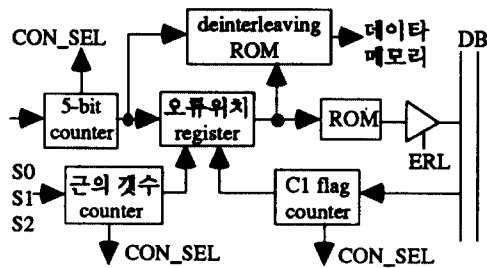 CON_SEL
deinterleaving
ROM
데이타
메모리
DB
5-bit
counter
오류위치
register
ROM
ERL
S0
S1
S2
근의 갯수
counter
C1 flag
counter
CON_SEL
CON_SEL